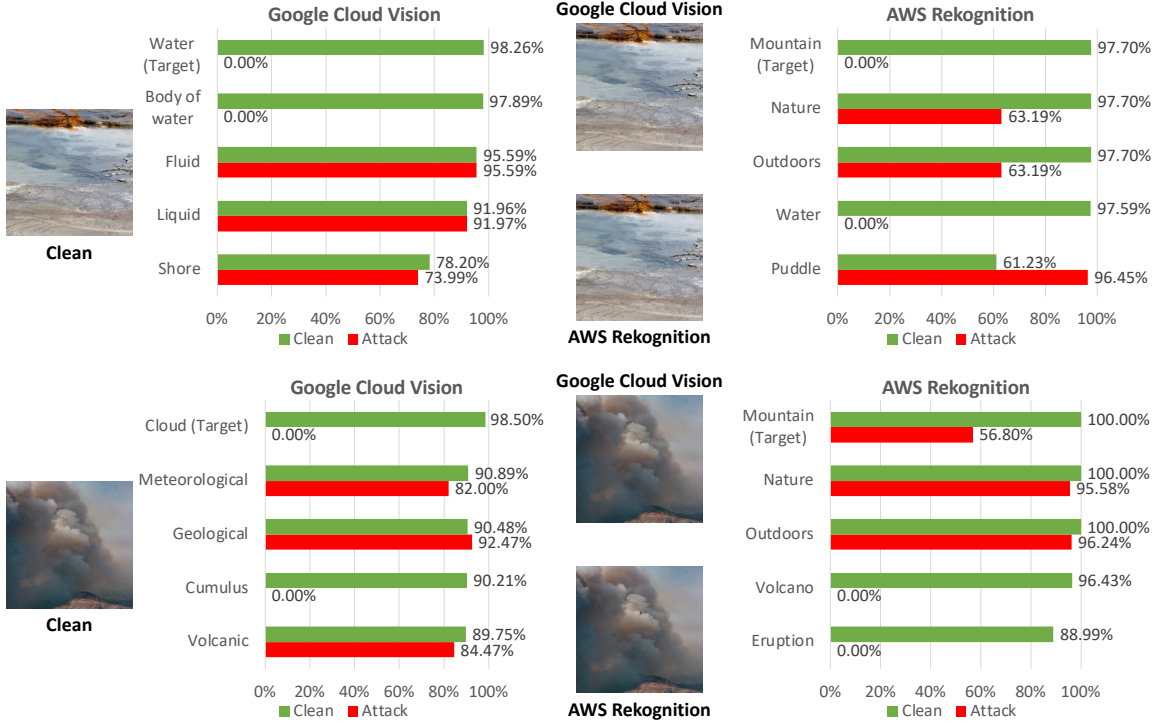 Google Cloud Vision
Water
(Target)
98.26%
0.00%
Body of
water
97.89%
0.00%
Fluid
95.59%
95.59%
Liquid
91.96%
91.97%
Shore
78.20%
73.99%
0% 20% 40% 60% 80% 100%
Clean Attack
Clean
Google Cloud Vision
AWS Rekognition
AWS Rekognition
Mountain
(Target)
97.70%
0.00%
Nature
97.70%
63.19%
Outdoors
97.70%
63.19%
Water
97.59%
0.00%
Puddle
61.23%
96.45%
0% 20% 40% 60% 80% 100%
Clean Attack
Google Cloud Vision
Cloud (Target)
98.50%
0.00%
Meteorological
90.89%
82.00%
Geological
90.48%
92.47%
Cumulus
90.21%
0.00%
Volcanic
89.75%
84.47%
0% 20% 40% 60% 80% 100%
Clean Attack
Clean
Google Cloud Vision
AWS Rekognition
AWS Rekognition
Mountain
(Target)
100.00%
56.80%
Nature
100.00%
95.58%
Outdoors
100.00%
96.24%
Volcano
96.43%
0.00%
Eruption
88.99%
0.00%
0% 20% 40% 60% 80% 100%
Clean Attack